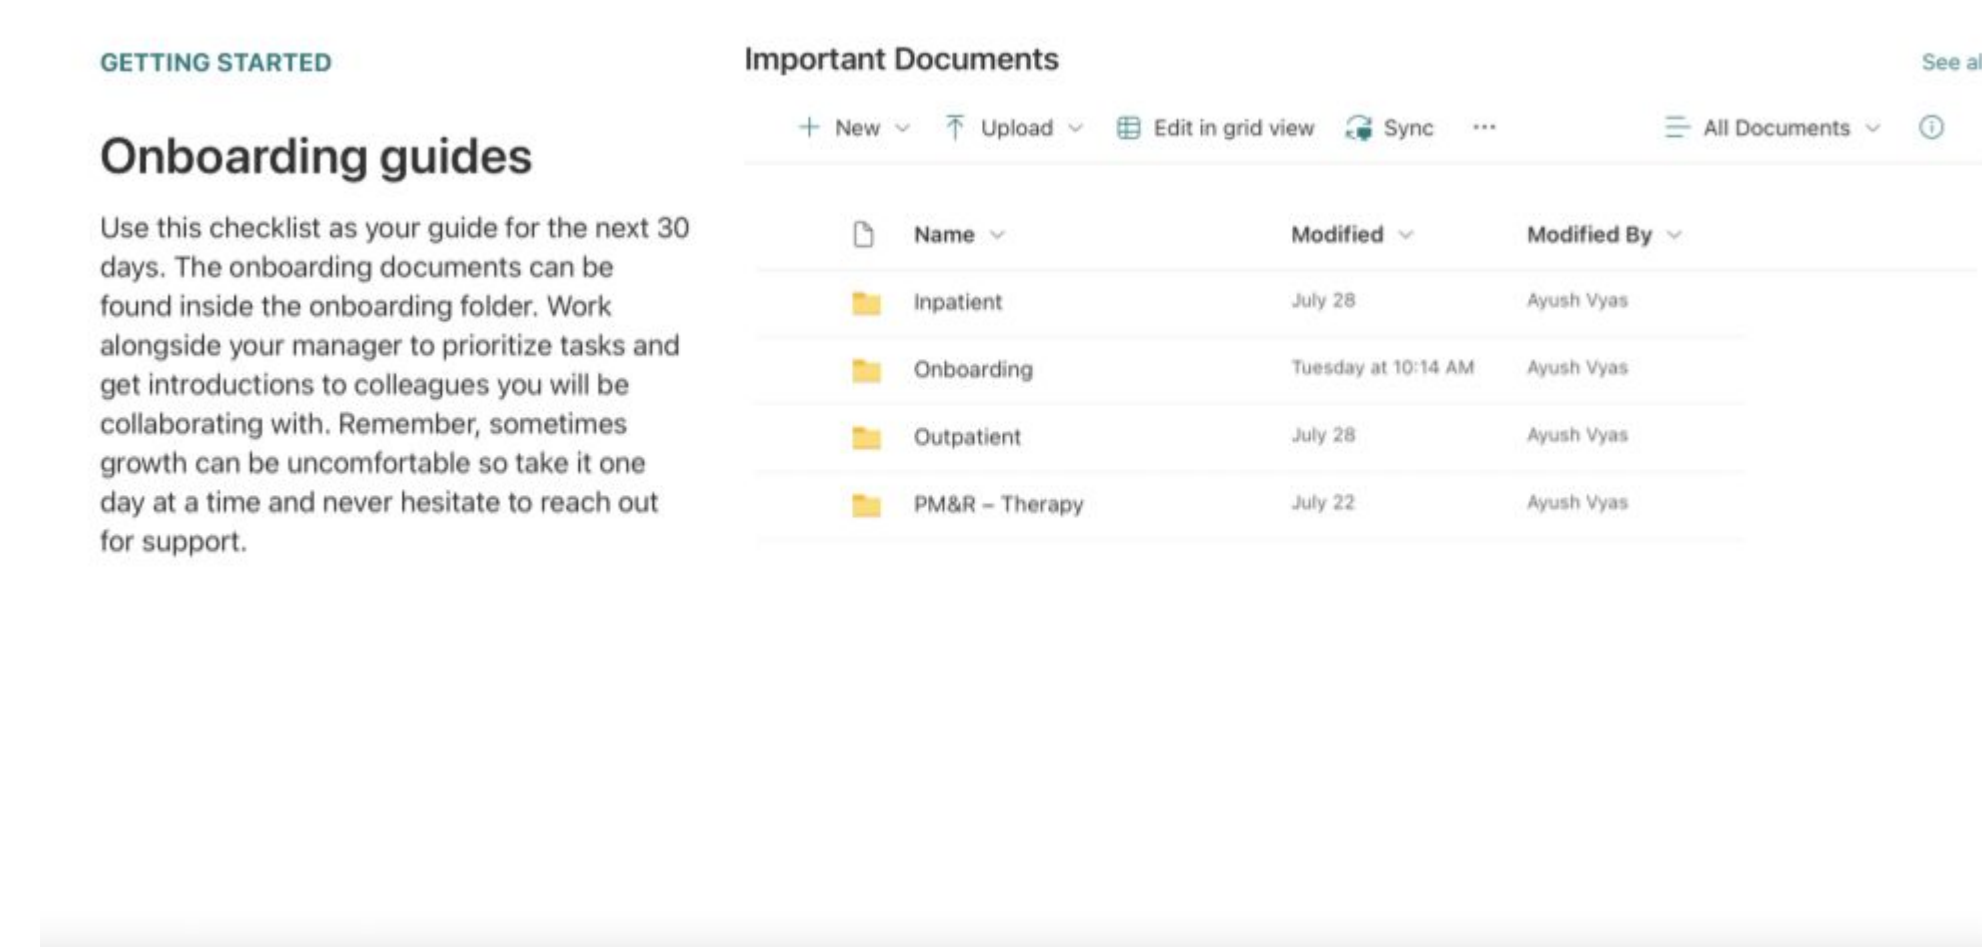 GETTING STARTED
Onboarding guides
Use this checklist as your guide for the next 30
days. The onboarding documents can be
found inside the onboarding folder. Work
alongside your manager to prioritize tasks and
get introductions to colleagues you will be
collaborating with. Remember, sometimes
growth can be uncomfortable so take it one
day at a time and never hesitate to reach out
for support.
Important Documents
See al
New Upload Edit in grid view Sync ... All Documents
Name Modified Modified By
Inpatient July 28 Ayush Vyas
Onboarding Tuesday at 10:14 AM Ayush Vyas
Outpatient July 28 Ayush Vyas
PM&R – Therapy July 22 Ayush Vyas